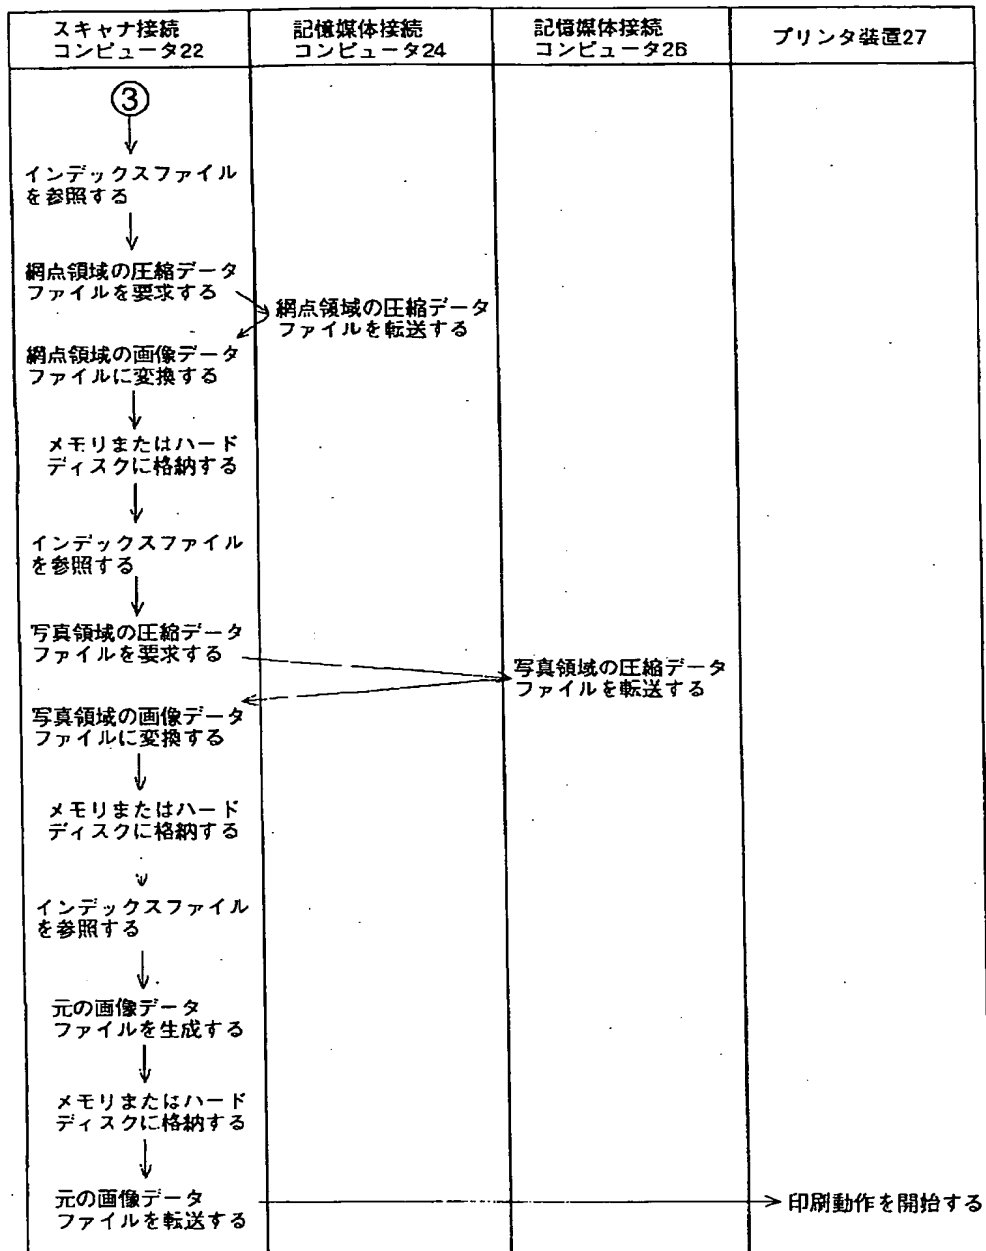 スキャナ接続
コンピュータ22
記憶媒体接続
コンピュータ24
記憶媒体接続
コンピュータ26
プリンタ装置27
③
インデックスファイル
を参照する
網点領域の圧縮データ
ファイルを要求する
網点領域の圧縮データ
ファイルを転送する
網点領域の画像データ
ファイルに変換する
メモリまたはハード
ディスクに格納する
インデックスファイル
を参照する
写真領域の圧縮データ
ファイルを要求する
写真領域の圧縮データ
ファイルを転送する
写真領域の画像データ
ファイルに変換する
メモリまたはハード
ディスクに格納する
インデックスファイル
を参照する
元の画像データ
ファイルを生成する
メモリまたはハード
ディスクに格納する
元の画像データ
ファイルを転送する
印刷動作を開始する